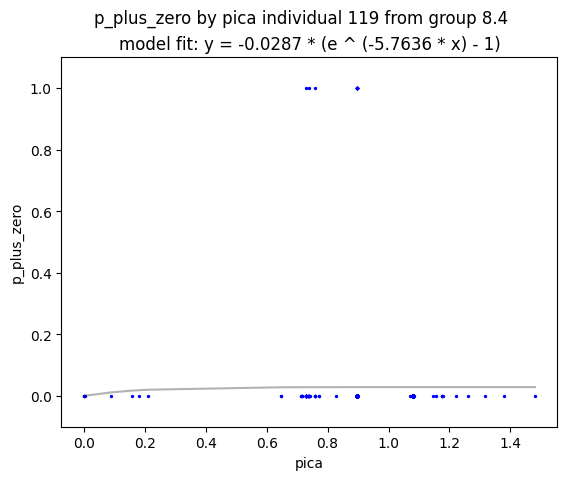 p_plus_zero by pica individual 119 from group 8.4
model fit: y = -0.0287 * (e ^ (-5.7636 * x) - 1)
1.0
0.8
0.6
0.4
0.2
0.0
p_plus_zero
0.0 0.2 0.4 0.6 0.8 1.0 1.2 1.4
pica